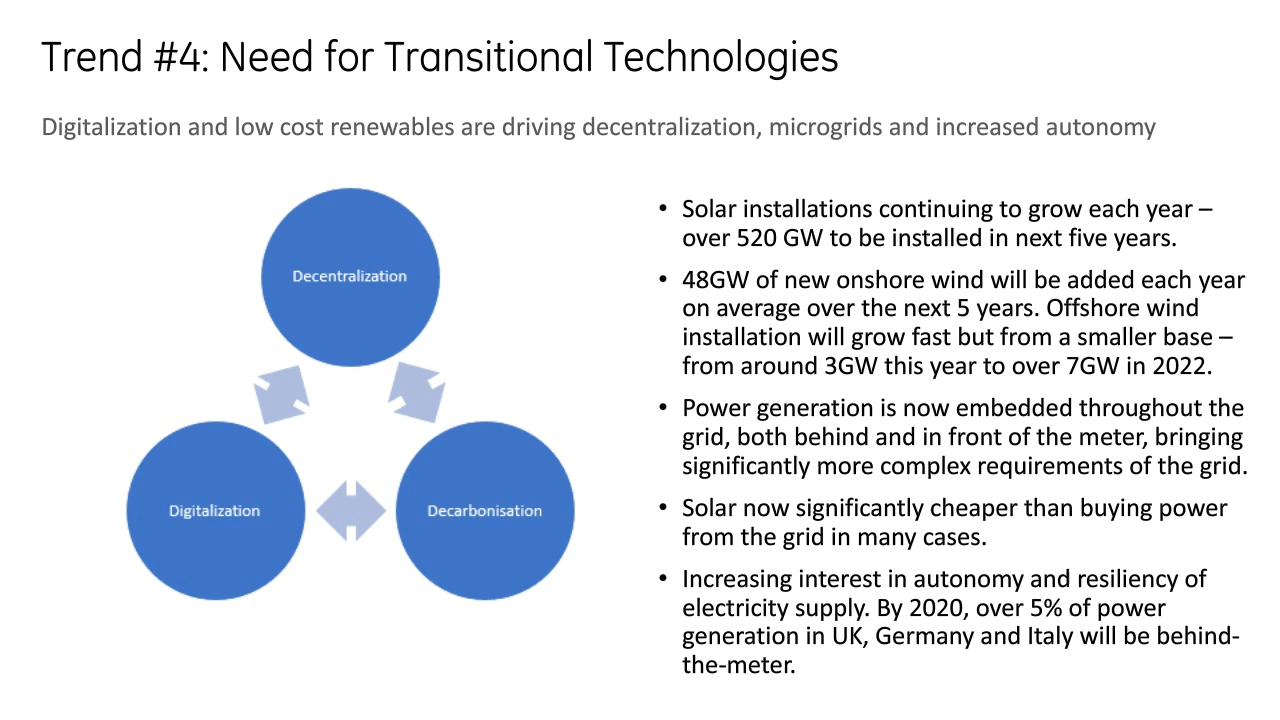 Trend #4: Need for Transitional Technologies
Digitalization and low cost renewables are driving decentralization, microgrids and increased autonomy
Decentralization
Digitalization
Decarbonisation
• Solar installations continuing to grow each year –
over 520 GW to be installed in next five years.
• 48GW of new onshore wind will be added each year
on average over the next 5 years. Offshore wind
installation will grow fast but from a smaller base –
from around 3GW this year to over 7GW in 2022.
• Power generation is now embedded throughout the
grid, both behind and in front of the meter, bringing
significantly more complex requirements of the grid.
• Solar now significantly cheaper than buying power
from the grid in many cases.
• Increasing interest in autonomy and resiliency of
electricity supply. By 2020, over 5% of power
generation in UK, Germany and Italy will be behind-
the-meter.